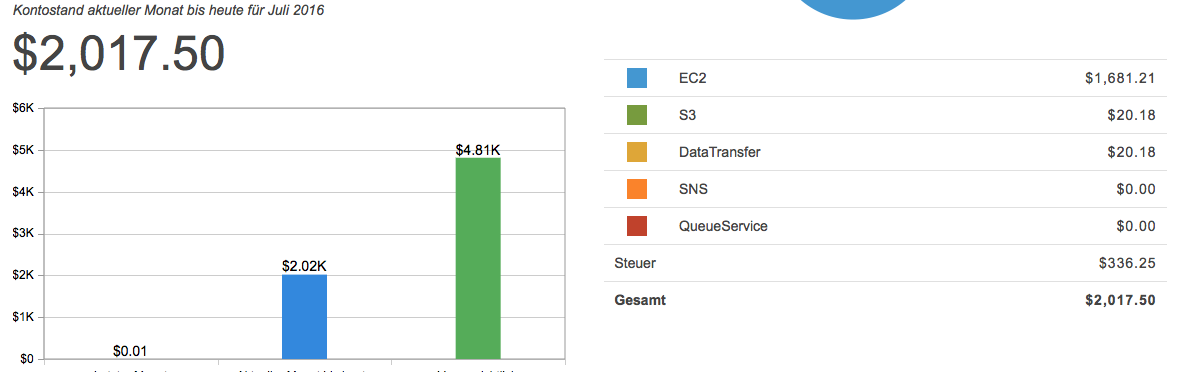 Kontostand aktueller Monat bis heute für Juli 2016
$2,017.50
$6K
$5K
$4K
$3K
$2K
$1K
$0
$0.01
$2.02K
$4.81K
EC2 $1,681.21
S3 $20.18
DataTransfer $20.18
SNS $0.00
QueueService $0.00
Steuer $336.25
Gesamt $2,017.50